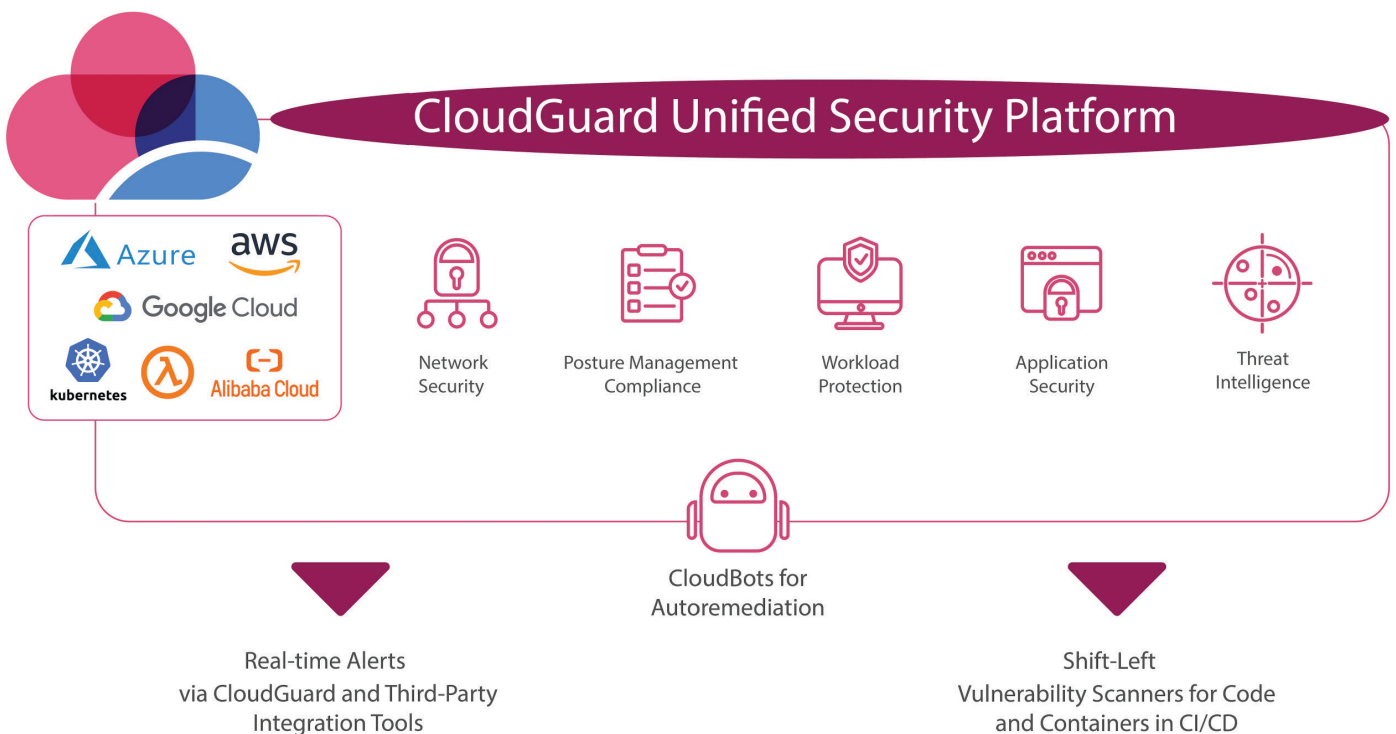 CloudGuard Unified Security Platform
Azure
aws
Google Cloud
kubernetes
λ
Alibaba Cloud
Network
Security
Posture Management
Compliance
Workload
Protection
Application
Security
Threat
Intelligence
CloudBots for
Autoremediation
Real-time Alerts
via CloudGuard and Third-Party
Integration Tools
Shift-Left
Vulnerability Scanners for Code
and Containers in CI/CD